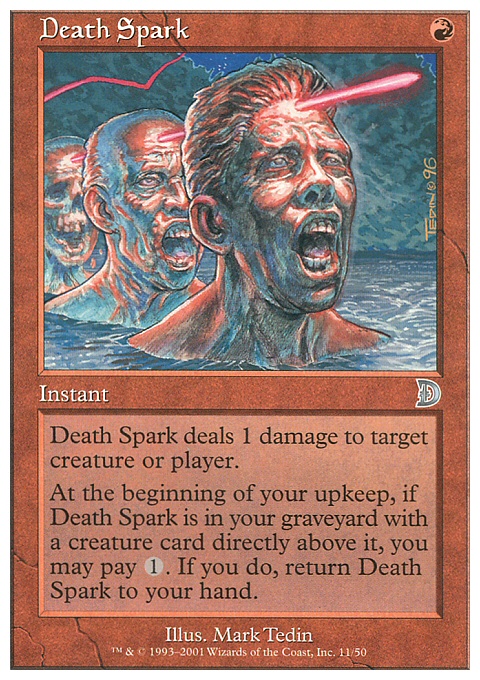 Death Spark
TEDIN © 96
Instant
Death Spark deals 1 damage to target
creature or player.
At the beginning of your upkeep, if
Death Spark is in your graveyard with
a creature card directly above it, you
may pay 1. If you do, return Death
Spark to your hand.
Illus. Mark Tedin
™ & © 1993–2001 Wizards of the Coast, Inc. 11/50